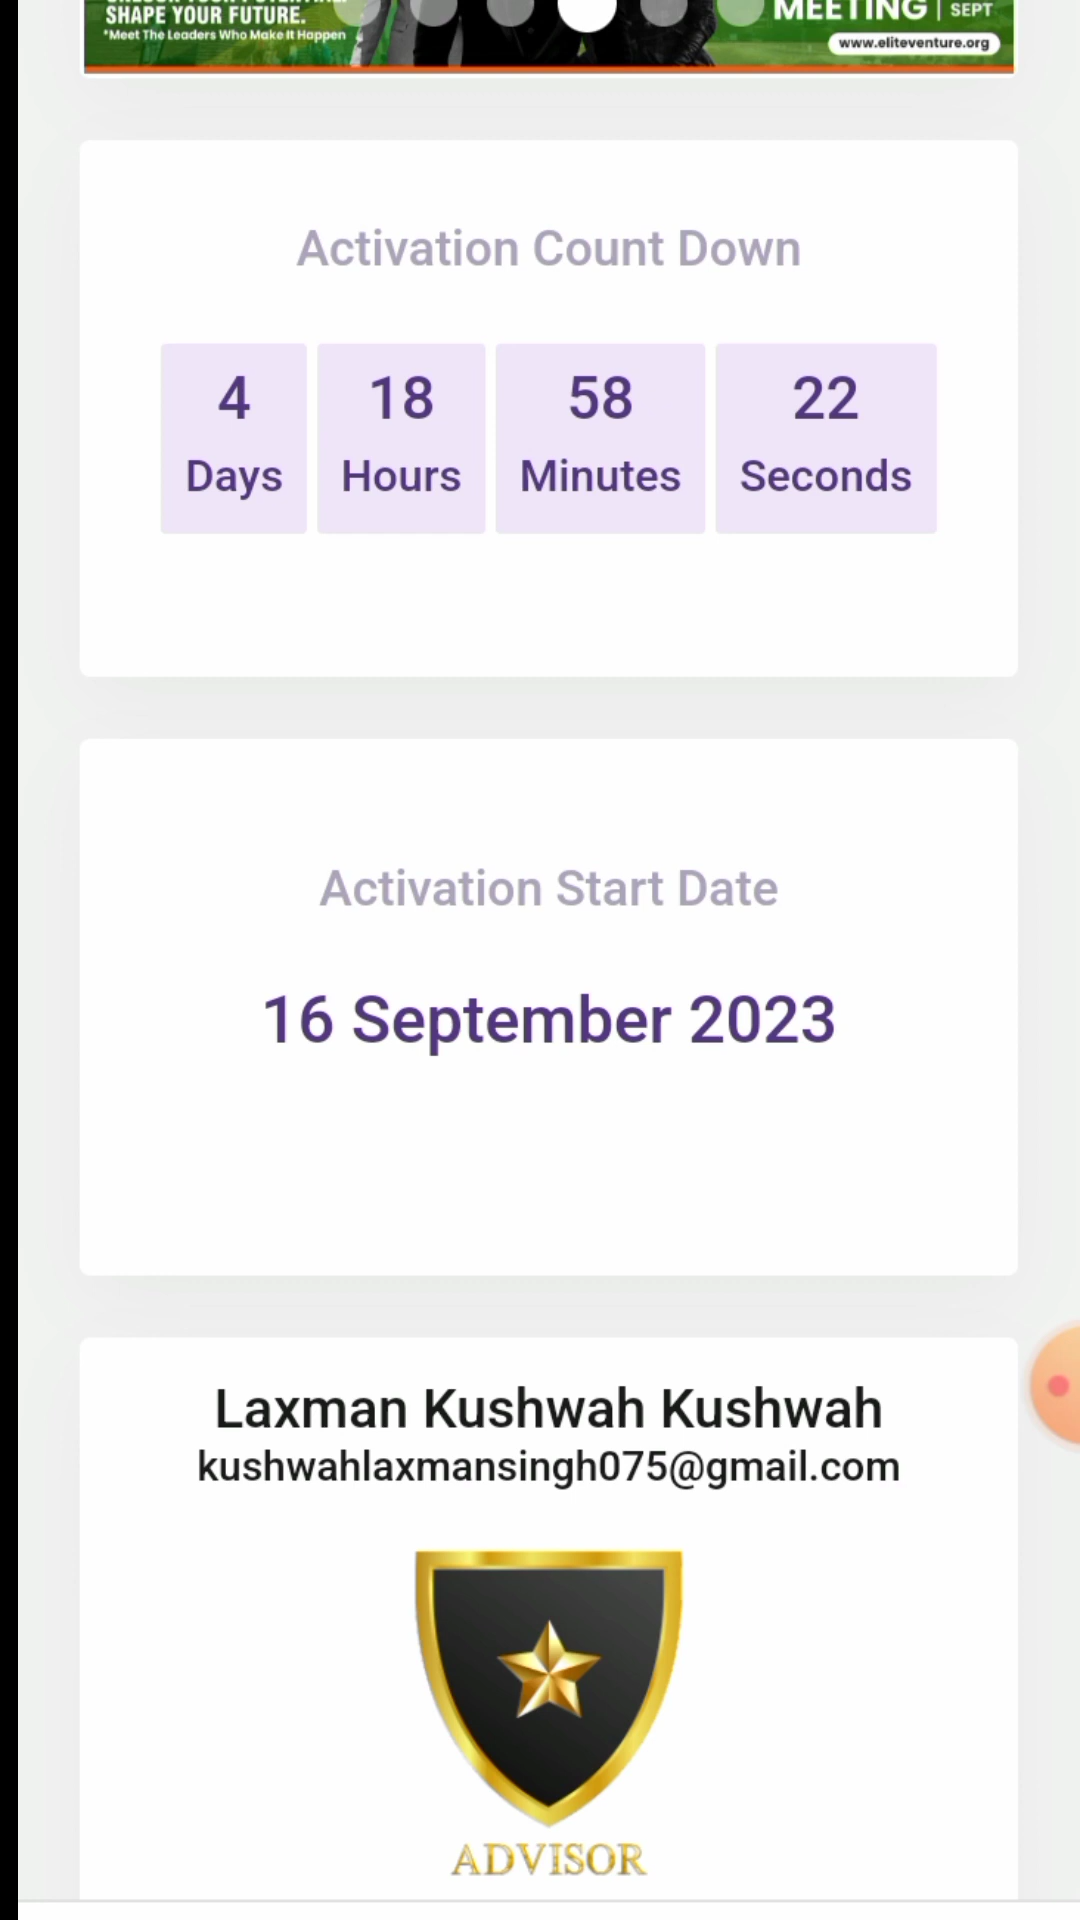 SHAPE YOUR FUTURE.
*Meet The Leaders Who Make It Happen
MEETING | SEPT
www.eliteventure.org
Activation Count Down
4 18 58 22
Days Hours Minutes Seconds
Activation Start Date
16 September 2023
Laxman Kushwah Kushwah
kushwahlaxmansingh075@gmail.com
ADVISOR